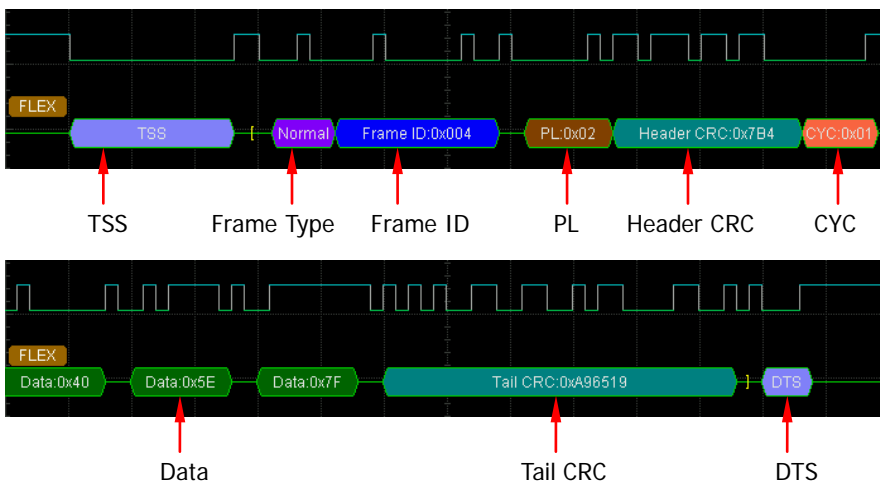 FLEX
TSS [ Normal Frame ID:0x004 PL:0x02 Header CRC:0x7B4 CYC:0x01
TSS Frame Type Frame ID PL Header CRC CYC
FLEX
Data:0x40 Data:0x5E Data:0x7F Tail CRC:0xA96519 ] DTS
Data Tail CRC DTS